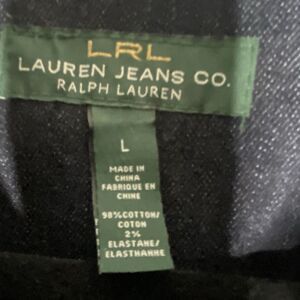 LRL
LAUREN JEANS CO.
RALPH LAUREN
L
MADE IN
CHINA
FABRIQUE EN
CHINE
98%COTTON/
COTON
2%
ELASTANE/
ELASTHANNE